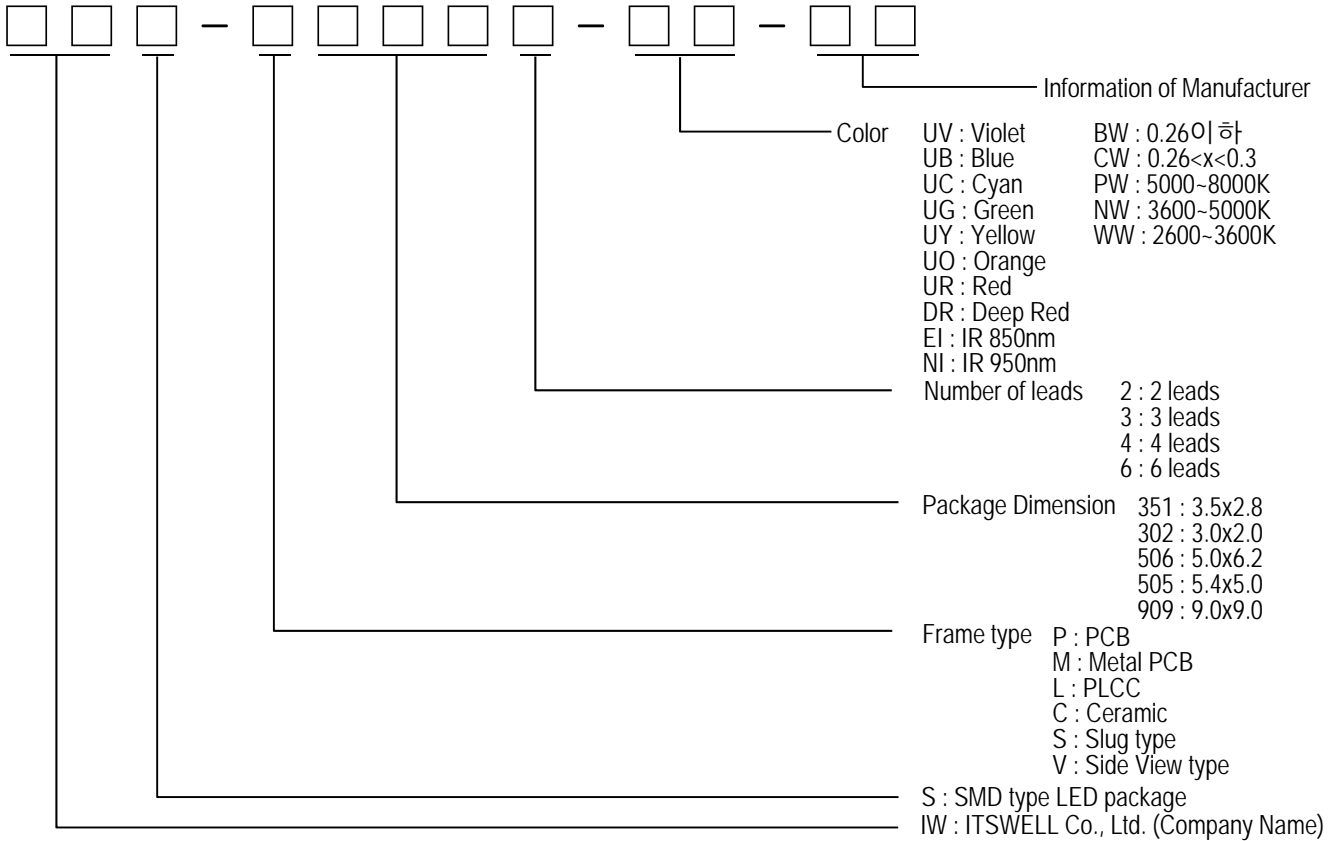 Information of Manufacturer
Color UV : Violet BW : 0.26이하
UB : Blue CW : 0.26<x<0.3
UC : Cyan PW : 5000~8000K
UG : Green NW : 3600~5000K
UY : Yellow WW : 2600~3600K
UO : Orange
UR : Red
DR : Deep Red
EI : IR 850nm
NI : IR 950nm
Number of leads 2 : 2 leads
3 : 3 leads
4 : 4 leads
6 : 6 leads
Package Dimension 351 : 3.5x2.8
302 : 3.0x2.0
506 : 5.0x6.2
505 : 5.4x5.0
909 : 9.0x9.0
Frame type P : PCB
M : Metal PCB
L : PLCC
C : Ceramic
S : Slug type
V : Side View type
S : SMD type LED package
IW : ITSWELL Co., Ltd. (Company Name)